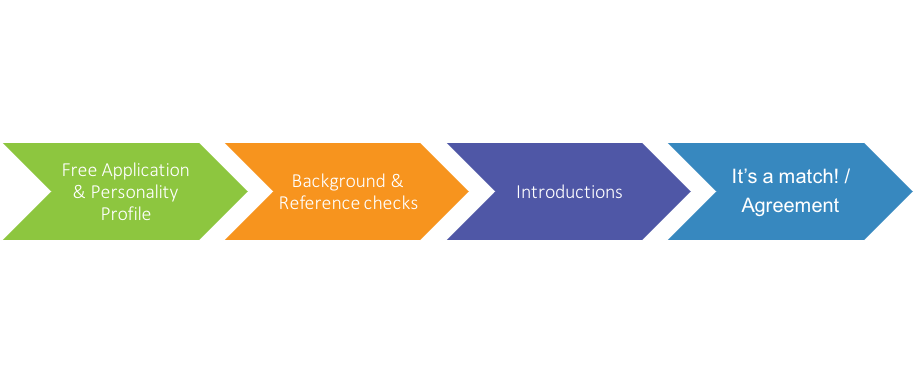 Free Application
& Personality
Profile
Background &
Reference checks
Introductions
It's a match! /
Agreement